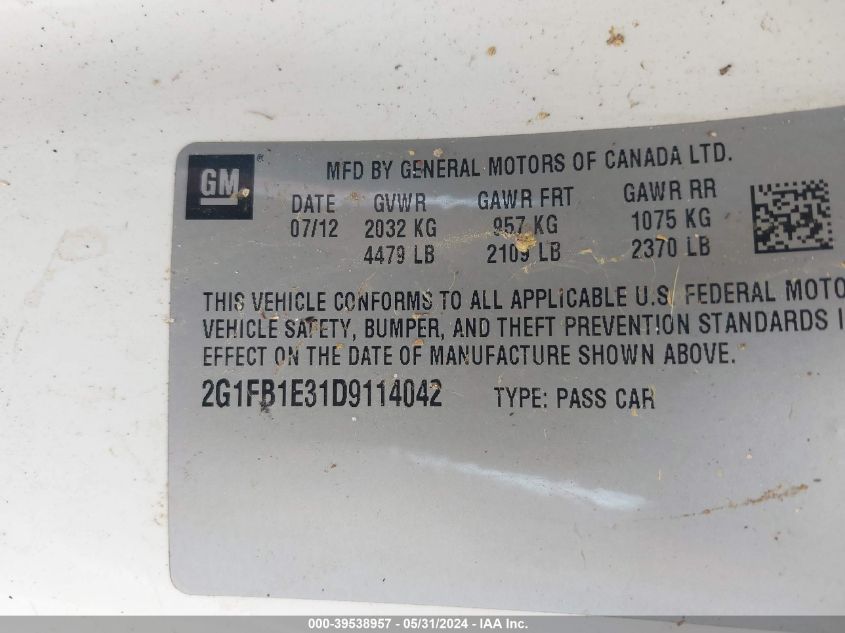 GM ®
MFD BY GENERAL MOTORS OF CANADA LTD.
DATE GVWR GAWR FRT GAWR RR
07/12 2032 KG 957 KG 1075 KG
4479 LB 2109 LB 2370 LB
THIS VEHICLE CONFORMS TO ALL APPLICABLE U.S. FEDERAL MOTO
VEHICLE SAFETY, BUMPER, AND THEFT PREVENTION STANDARDS I
EFFECT ON THE DATE OF MANUFACTURE SHOWN ABOVE.
2G1FB1E31D9114042 TYPE: PASS CAR
000-39538957 - 05/31/2024 - IAA Inc.